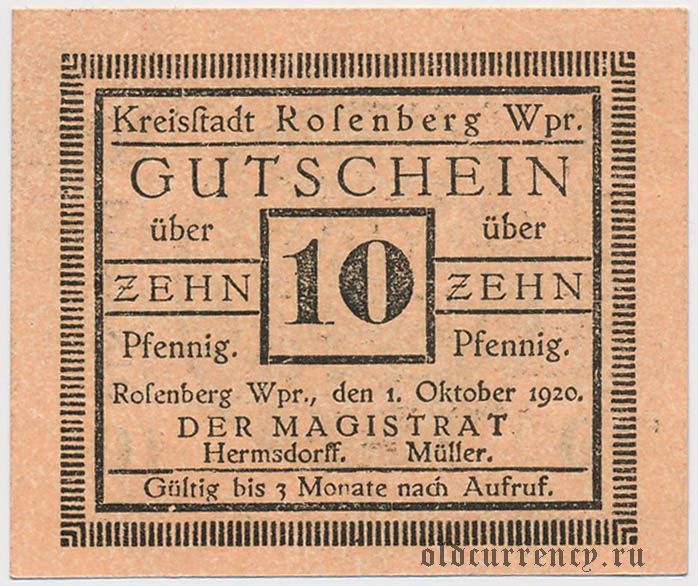 Kreisſtadt Roſenberg Wpr.
GUTSCHEIN
über über
ZEHN 10 ZEHN
Pfennig. Pfennig.
Roſenberg Wpr., den 1. Oktober 1920.
DER MAGISTRAT
Hermsdorff. Müller.
Gültig bis 3 Monate nach Aufruf.
oldcurrency.ru